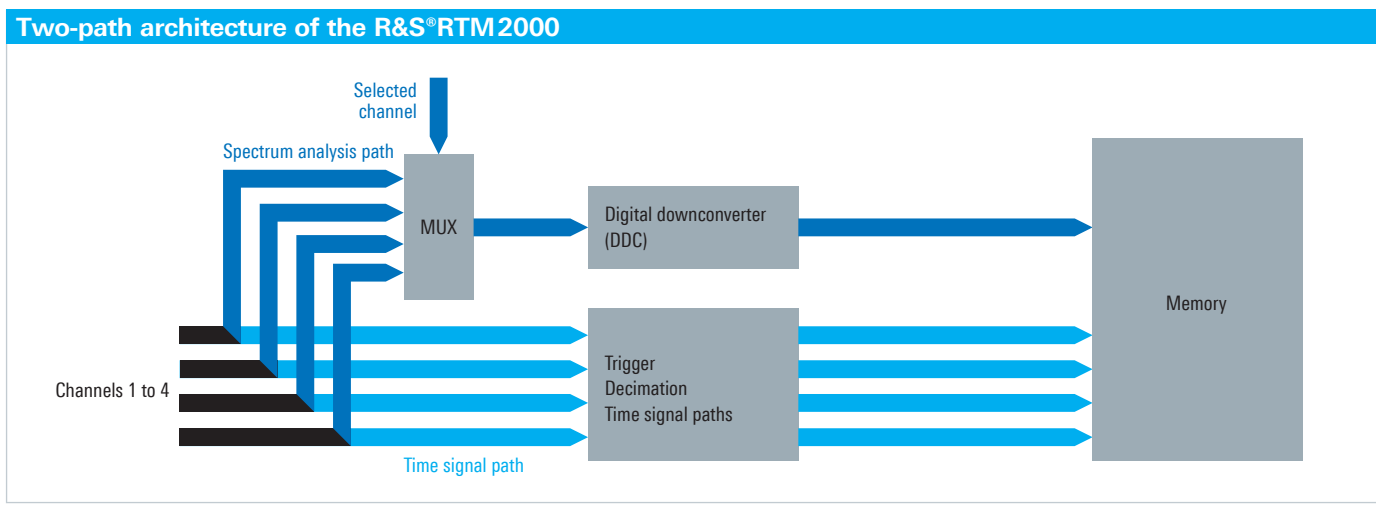 Two-path architecture of the R&S®RTM2000
Selected
channel
Spectrum analysis path
MUX
Digital downconverter
(DDC)
Memory
Channels 1 to 4
Trigger
Decimation
Time signal paths
Time signal path